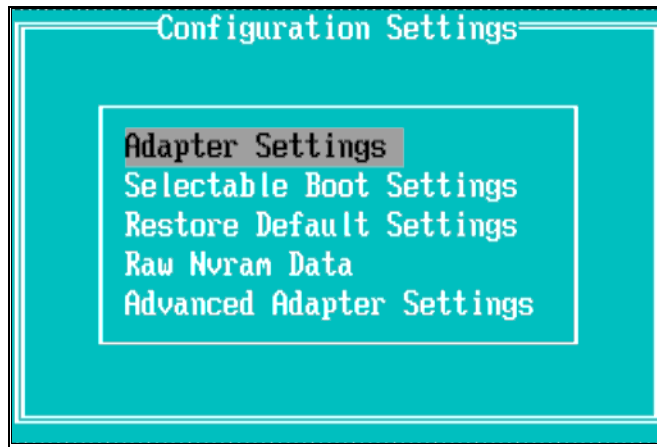 Configuration Settings
Adapter Settings
Selectable Boot Settings
Restore Default Settings
Raw Nvram Data
Advanced Adapter Settings